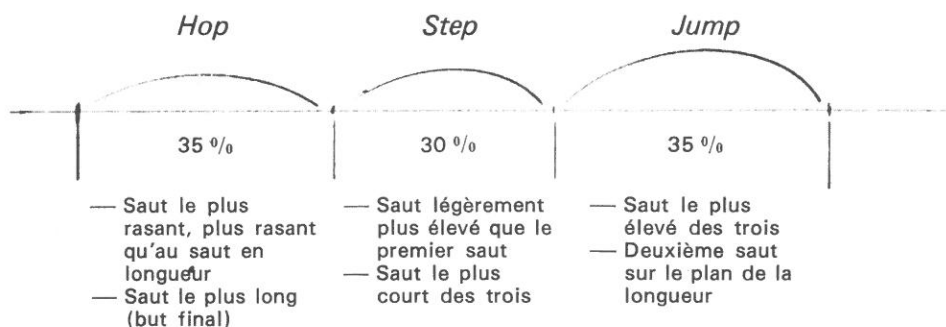 Hop Step Jump
35 % 30 % 35 %
— Saut le plus
rasant, plus rasant
qu'au saut en
longueur
— Saut le plus long
(but final)
— Saut légèrement
plus élevé que le
premier saut
— Saut le plus
court des trois
— Saut le plus
élevé des trois
— Deuxième saut
sur le plan de la
longueur